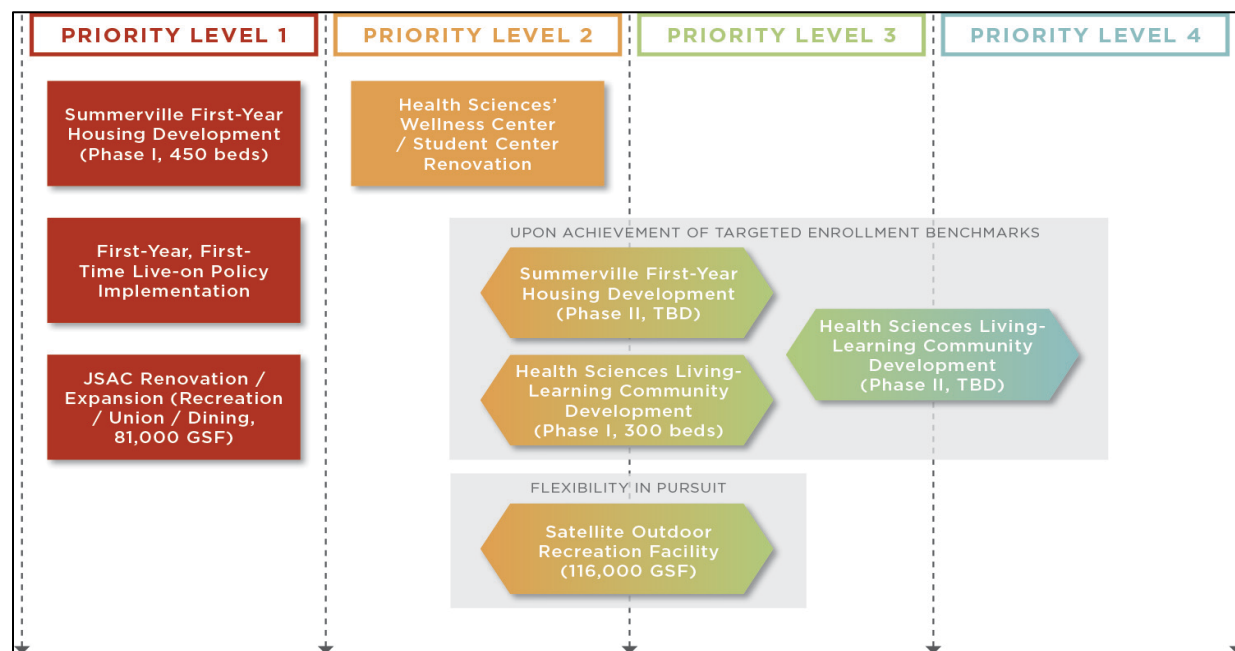 PRIORITY LEVEL 1
PRIORITY LEVEL 2
PRIORITY LEVEL 3
PRIORITY LEVEL 4
Summerville First-Year
Housing Development
(Phase I, 450 beds)
Health Sciences'
Wellness Center
/ Student Center
Renovation
First-Year, First-
Time Live-on Policy
Implementation
UPON ACHIEVEMENT OF TARGETED ENROLLMENT BENCHMARKS
Summerville First-Year
Housing Development
(Phase II, TBD)
Health Sciences Living-
Learning Community
Development
(Phase II, TBD)
JSAC Renovation /
Expansion (Recreation
/ Union / Dining,
81,000 GSF)
Health Sciences Living-
Learning Community
Development
(Phase I, 300 beds)
FLEXIBILITY IN PURSUIT
Satellite Outdoor
Recreation Facility
(116,000 GSF)